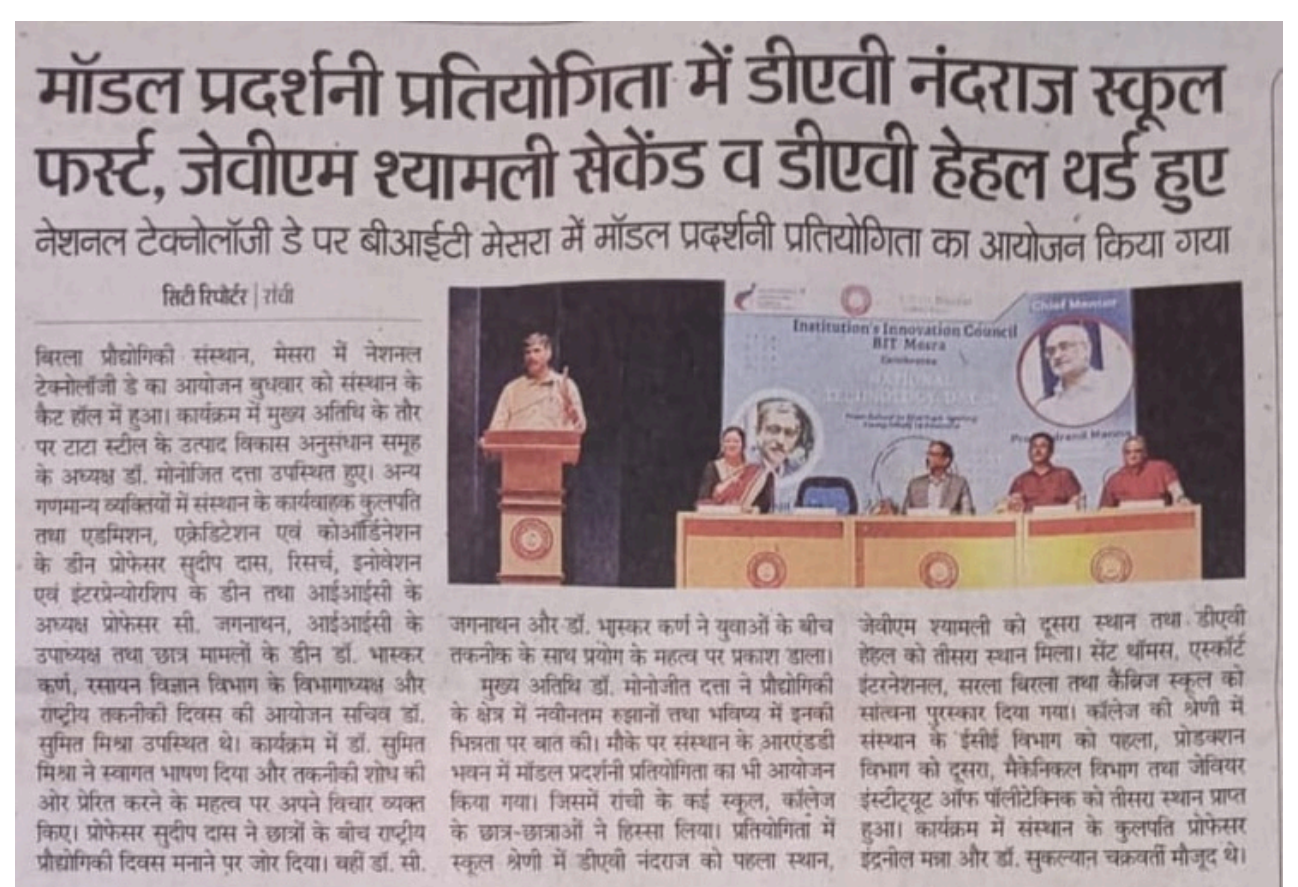 मॉडल प्रदर्शनी प्रतियोगिता में डीएवी नंदराज स्कूल
फर्स्ट, जेवीएम श्यामली सेकेंड व डीएवी हेहल थर्ड हुए
नेशनल टेक्नोलॉजी डे पर बीआईटी मेसरा में मॉडल प्रदर्शनी प्रतियोगिता का आयोजन किया गया
सिटी रिपोर्टर | रांची
बिरला प्रौद्योगिकी संस्थान, मेसरा में नेशनल
टेक्नोलॉजी डे का आयोजन बुधवार को संस्थान के
कैट हॉल में हुआ। कार्यक्रम में मुख्य अतिथि के तौर
पर टाटा स्टील के उत्पाद विकास अनुसंधान समूह
के अध्यक्ष डॉ. मोनोजित दत्ता उपस्थित हुए। अन्य
गणमान्य व्यक्तियों में संस्थान के कार्यवाहक कुलपति
तथा एडमिशन, एक्रेडिटेशन एवं कोऑर्डिनेशन
के डीन प्रोफेसर सुदीप दास, रिसर्च, इनोवेशन
एवं इंटरप्रेन्योरशिप के डीन तथा आईआईसी के
अध्यक्ष प्रोफेसर सी. जगनाथन, आईआईसी के
उपाध्यक्ष तथा छात्र मामलों के डीन डॉ. भास्कर
कर्ण, रसायन विज्ञान विभाग के विभागाध्यक्ष और
राष्ट्रीय तकनीकी दिवस की आयोजन सचिव डॉ.
सुमित मिश्रा उपस्थित थे। कार्यक्रम में डॉ. सुमित
मिश्रा ने स्वागत भाषण दिया और तकनीकी शोध की
ओर प्रेरित करने के महत्व पर अपने विचार व्यक्त
किए। प्रोफेसर सुदीप दास ने छात्रों के बीच राष्ट्रीय
प्रौद्योगिकी दिवस मनाने पर जोर दिया। वहीं डॉ. सी.
Chief Mentor
Institution's Innovation Council
BIT Mesra
Celebrates
NATIONAL
TECHNOLOGY DAY
जगनाथन और डॉ. भास्कर कर्ण ने युवाओं के बीच
तकनीक के साथ प्रयोग के महत्व पर प्रकाश डाला।
मुख्य अतिथि डॉ. मोनोजीत दत्ता ने प्रौद्योगिकी
के क्षेत्र में नवीनतम रुझानों तथा भविष्य में इनकी
भिन्नता पर बात की। मौके पर संस्थान के आरएंडडी
भवन में मॉडल प्रदर्शनी प्रतियोगिता का भी आयोजन
किया गया। जिसमें रांची के कई स्कूल, कॉलेज
के छात्र-छात्राओं ने हिस्सा लिया। प्रतियोगिता में
स्कूल श्रेणी में डीएवी नंदराज को पहला स्थान,
जेवीएम श्यामली को दूसरा स्थान तथा डीएवी
हेहल को तीसरा स्थान मिला। सेंट थॉमस, एस्कॉर्ट
इंटरनेशनल, सरला बिरला तथा कैंब्रिज स्कूल को
सांत्वना पुरस्कार दिया गया। कॉलेज की श्रेणी में
संस्थान के ईसीई विभाग को पहला, प्रोडक्शन
विभाग को दूसरा, मैकेनिकल विभाग तथा जेवियर
इंस्टीट्यूट ऑफ पॉलीटेक्निक को तीसरा स्थान प्राप्त
हुआ। कार्यक्रम में संस्थान के कुलपति प्रोफेसर
इंद्रनील मन्ना और डॉ. सुकल्यान चक्रवर्ती मौजूद थे।